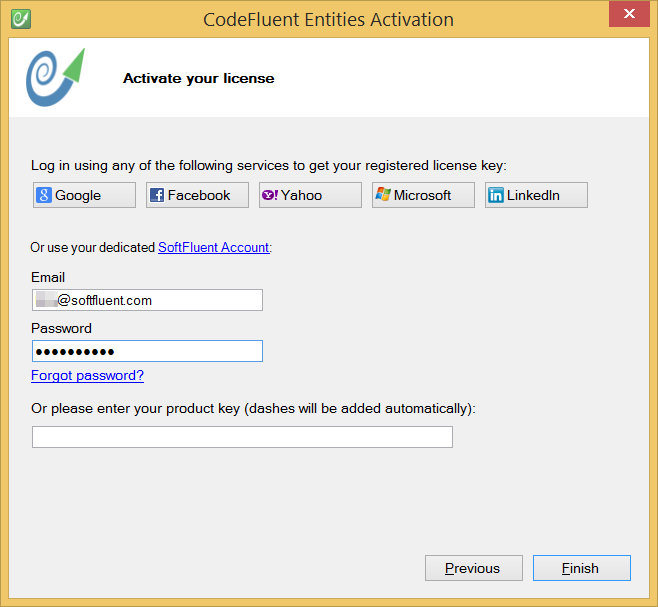 CodeFluent Entities Activation
Activate your license
Log in using any of the following services to get your registered license key:
Google Facebook Yahoo Microsoft LinkedIn
Or use your dedicated SoftFluent Account:
Email
@softfluent.com
Password
●●●●●●●●●●
Forgot password?
Or please enter your product key (dashes will be added automatically):
Previous Finish